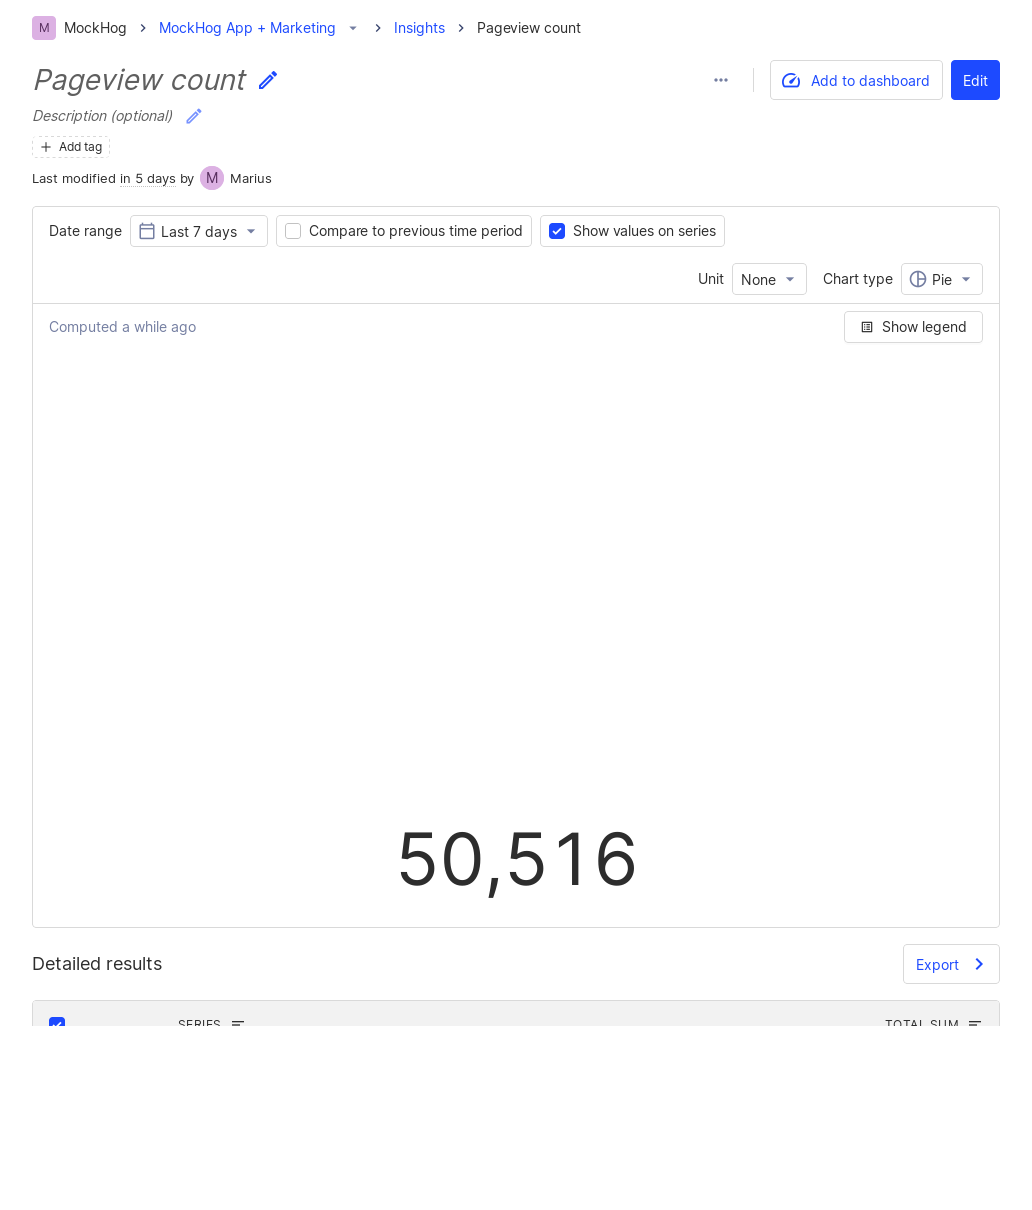 M MockHog MockHog App + Marketing Insights Pageview count
Pageview count
Add to dashboard Edit
Description (optional)
Add tag
Last modified in 5 days by M Marius
Date range Last 7 days Compare to previous time period Show values on series
Unit None Chart type Pie
Computed a while ago Show legend
50,516
Detailed results Export
SERIES TOTAL SUM